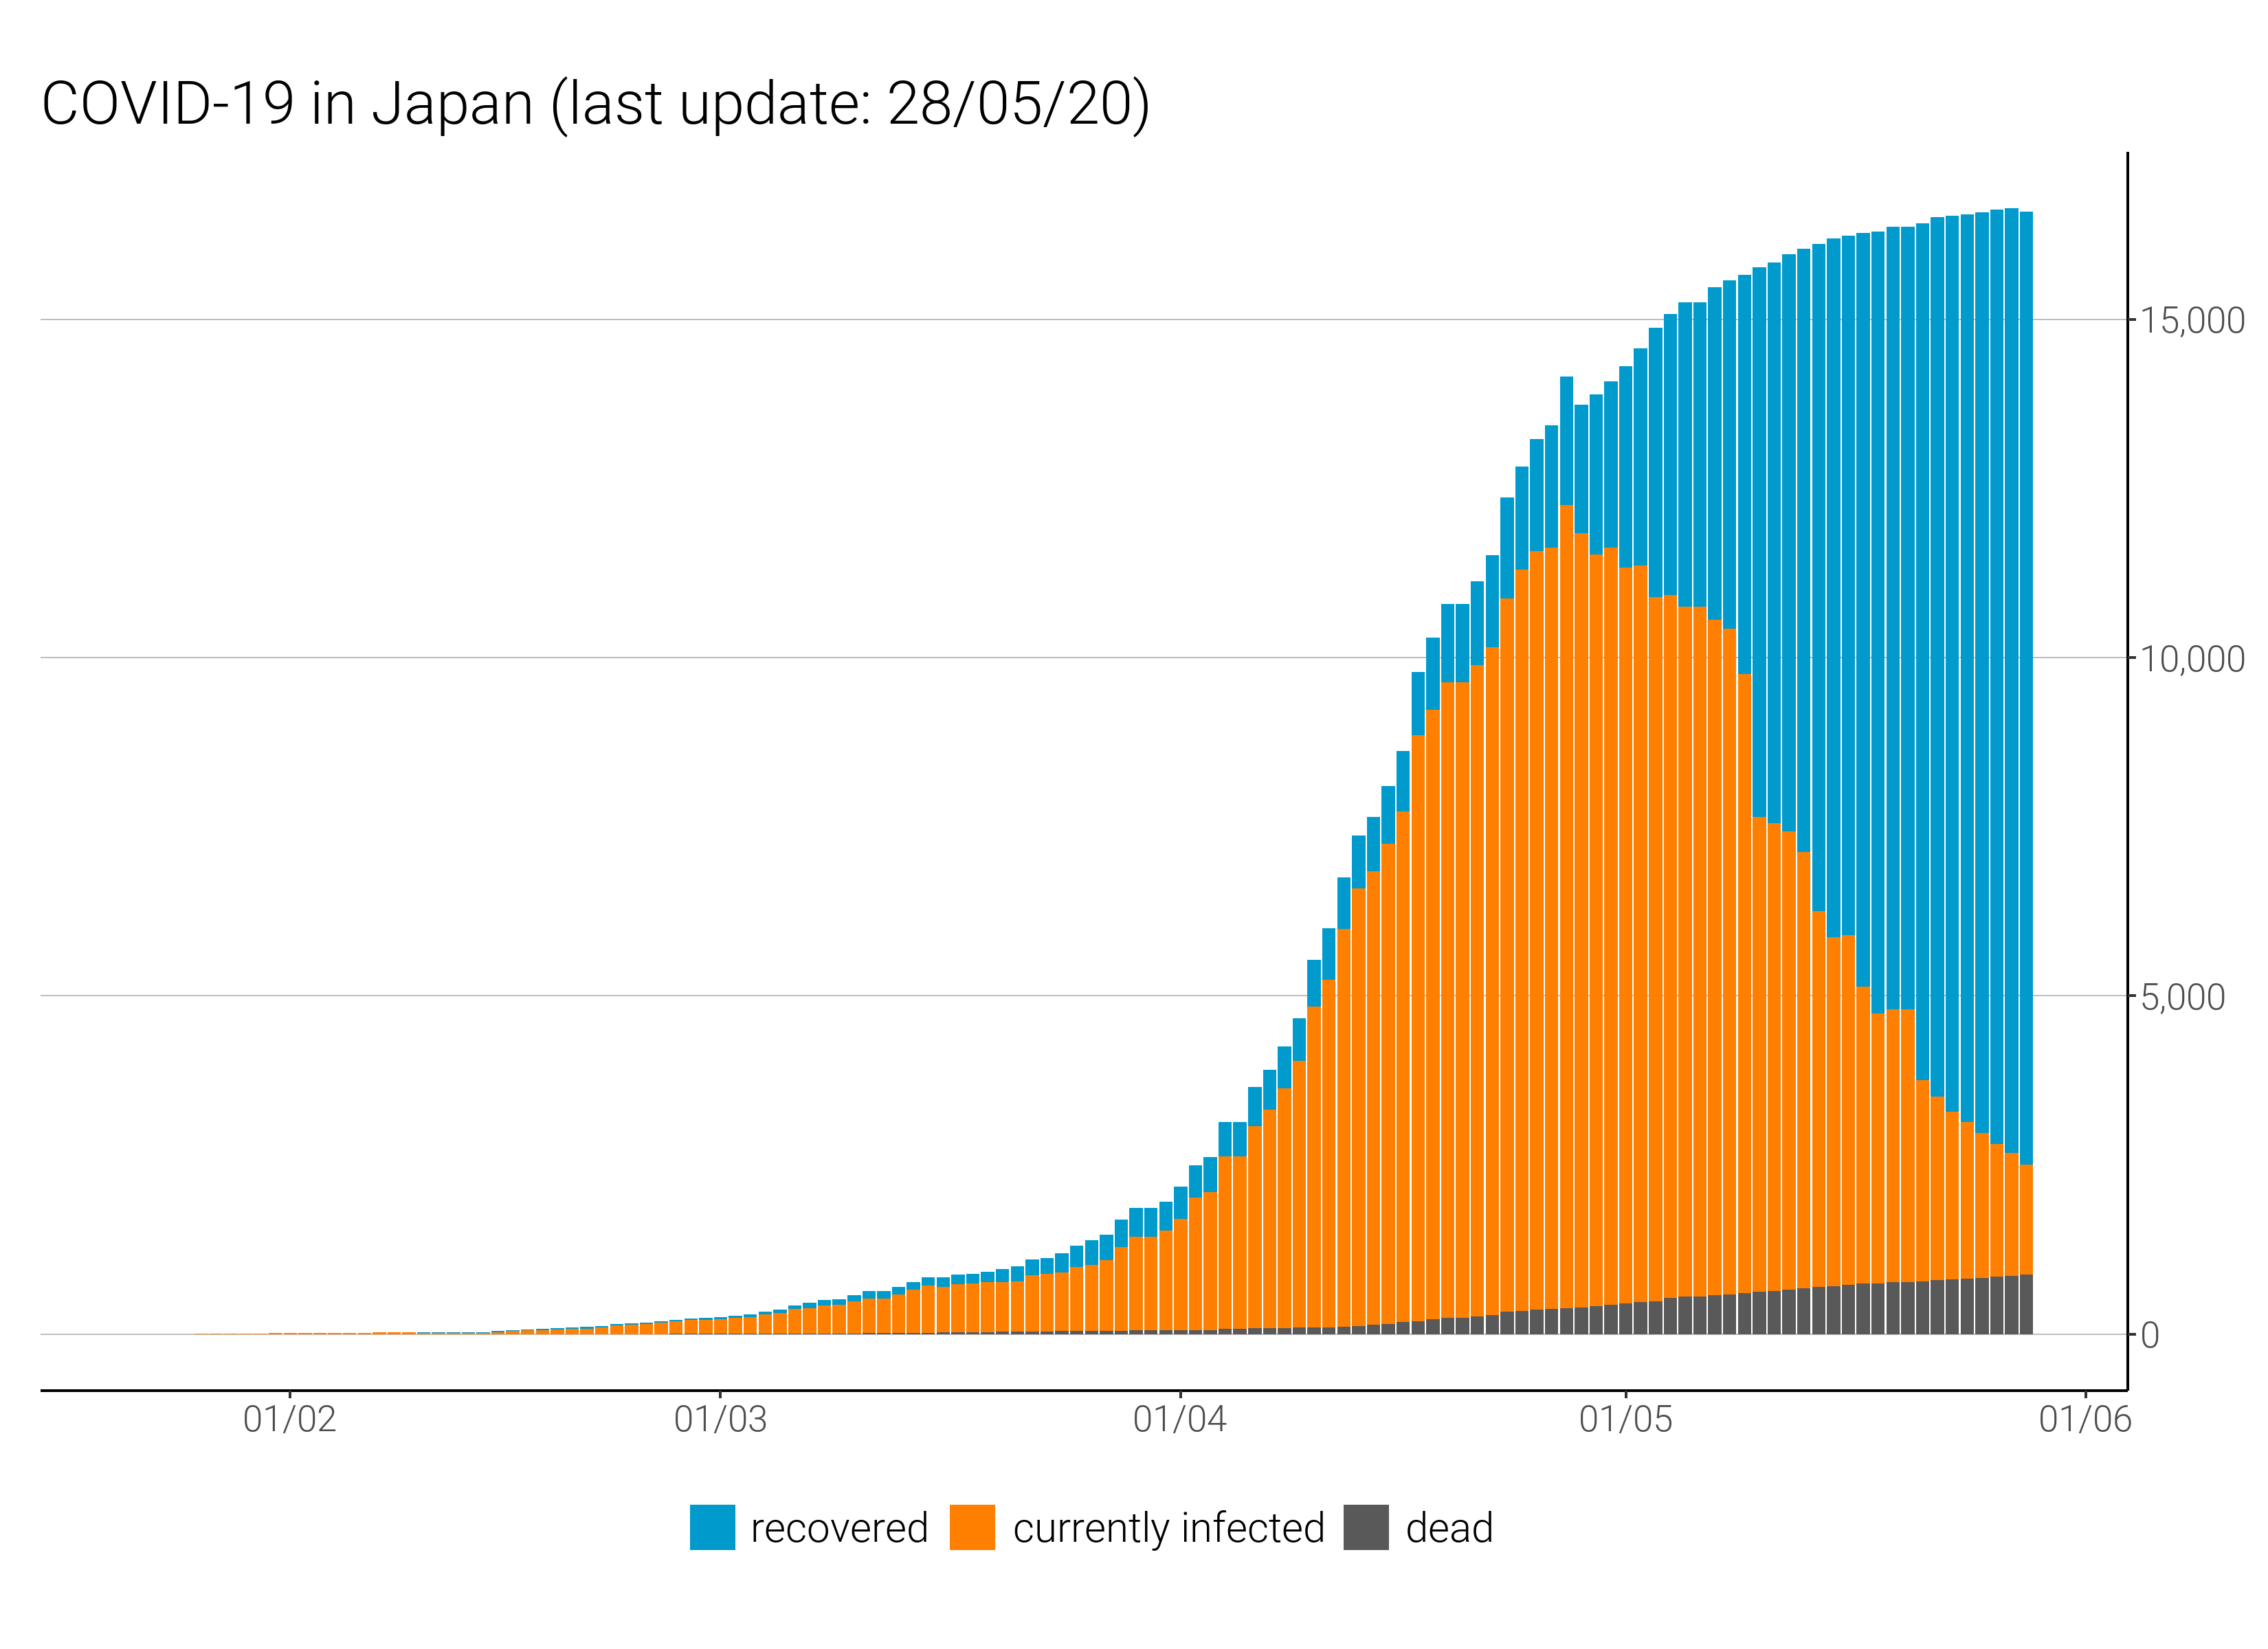 COVID-19 in Japan (last update: 28/05/20)
15,000
10,000
5,000
0
01/02 01/03 01/04 01/05 01/06
recovered currently infected dead